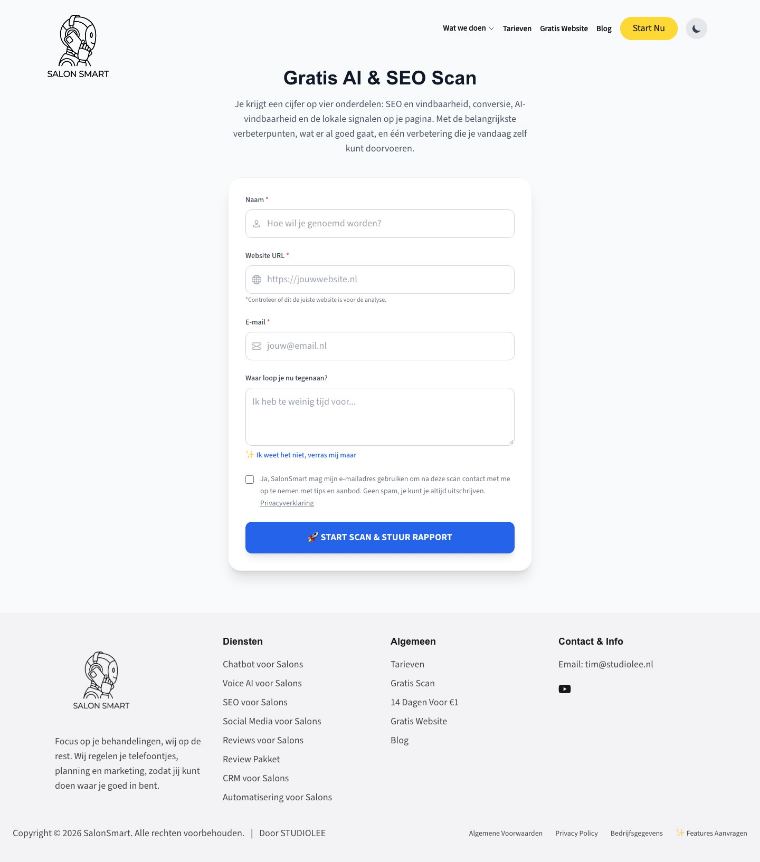 Wat we doen
Tarieven
Gratis Website
Blog
Start Nu
SALON SMART
Gratis AI & SEO Scan
Je krijgt een cijfer op vier onderdelen: SEO en vindbaarheid, conversie, AI-
vindbaarheid en de lokale signalen op je pagina. Met de belangrijkste
verbeterpunten, wat er al goed gaat, en één verbetering die je vandaag zelf
kunt doorvoeren.
Naam *
Hoe wil je genoemd worden?
Website URL *
https://jouwwebsite.nl
*Controleer of dit de juiste website is voor de analyse.
E-mail *
jouw@email.nl
Waar loop je nu tegenaan?
Ik heb te weinig tijd voor...
✨ Ik weet het niet, verras mij maar
Ja, SalonSmart mag mijn e-mailadres gebruiken om na deze scan contact met me
op te nemen met tips en aanbod. Geen spam, je kunt je altijd uitschrijven.
Privacyverklaring
🚀 START SCAN & STUUR RAPPORT
SALON SMART
Focus op je behandelingen, wij op de
rest. Wij regelen je telefoontjes,
planning en marketing, zodat jij kunt
doen waar je goed in bent.
Diensten
Chatbot voor Salons
Voice AI voor Salons
SEO voor Salons
Social Media voor Salons
Reviews voor Salons
Review Pakket
CRM voor Salons
Automatisering voor Salons
Algemeen
Tarieven
Gratis Scan
14 Dagen Voor €1
Gratis Website
Blog
Contact & Info
Email: tim@studiolee.nl
Copyright © 2026 SalonSmart. Alle rechten voorbehouden. | Door STUDIOLEE
Algemene Voorwaarden
Privacy Policy
Bedrijfsgegevens
✨ Features Aanvragen